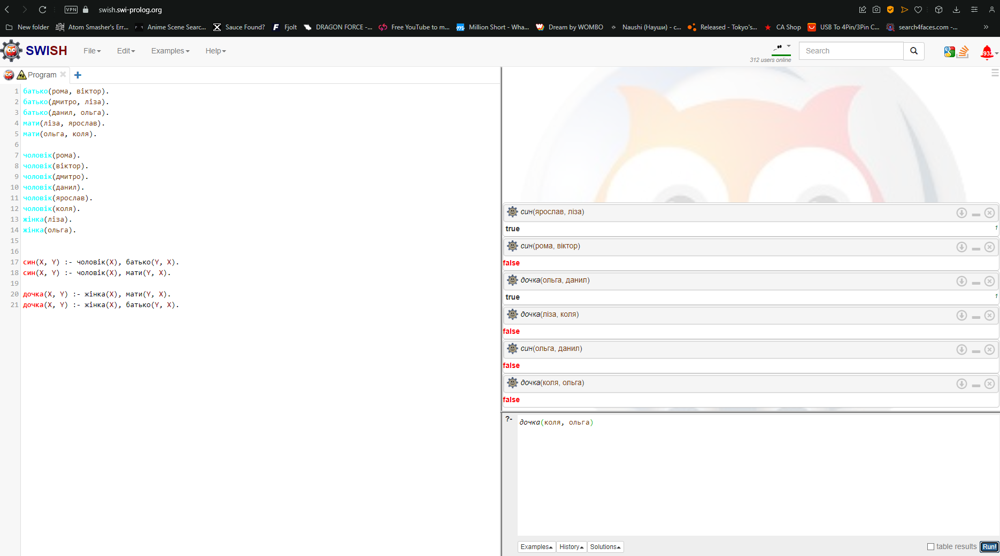 VPN swish.swi-prolog.org
New folder Atom Smasher's Err... Anime Scene Searc... Sauce Found? Fjolt DRAGON FORCE -... Free YouTube to m... Million Short - Wha... Dream by WOMBO Naushi (Науши) - с... Released - Tokyo's... CA Shop USB To 4Pin/3Pin C... search4faces.com -... »
SWISH File Edit Examples Help 312 users online Search 932
Program
1 батько(рома, віктор).
2 батько(дмитро, ліза).
3 батько(данил, ольга).
4 мати(ліза, ярослав).
5 мати(ольга, коля).
6
7 чоловік(рома).
8 чоловік(віктор).
9 чоловік(дмитро).
10 чоловік(данил).
11 чоловік(ярослав).
12 чоловік(коля).
13 жінка(ліза).
14 жінка(ольга).
15
16
17 син(X, Y) :- чоловік(X), батько(Y, X).
18 син(X, Y) :- чоловік(X), мати(Y, X).
19
20 дочка(X, Y) :- жінка(X), мати(Y, X).
21 дочка(X, Y) :- жінка(X), батько(Y, X).
син(ярослав, ліза)
true 1
син(рома, віктор)
false
дочка(ольга, данил)
true 1
дочка(ліза, коля)
false
син(ольга, данил)
false
дочка(коля, ольга)
false
?- дочка(коля, ольга)
Examples History Solutions table results Run!